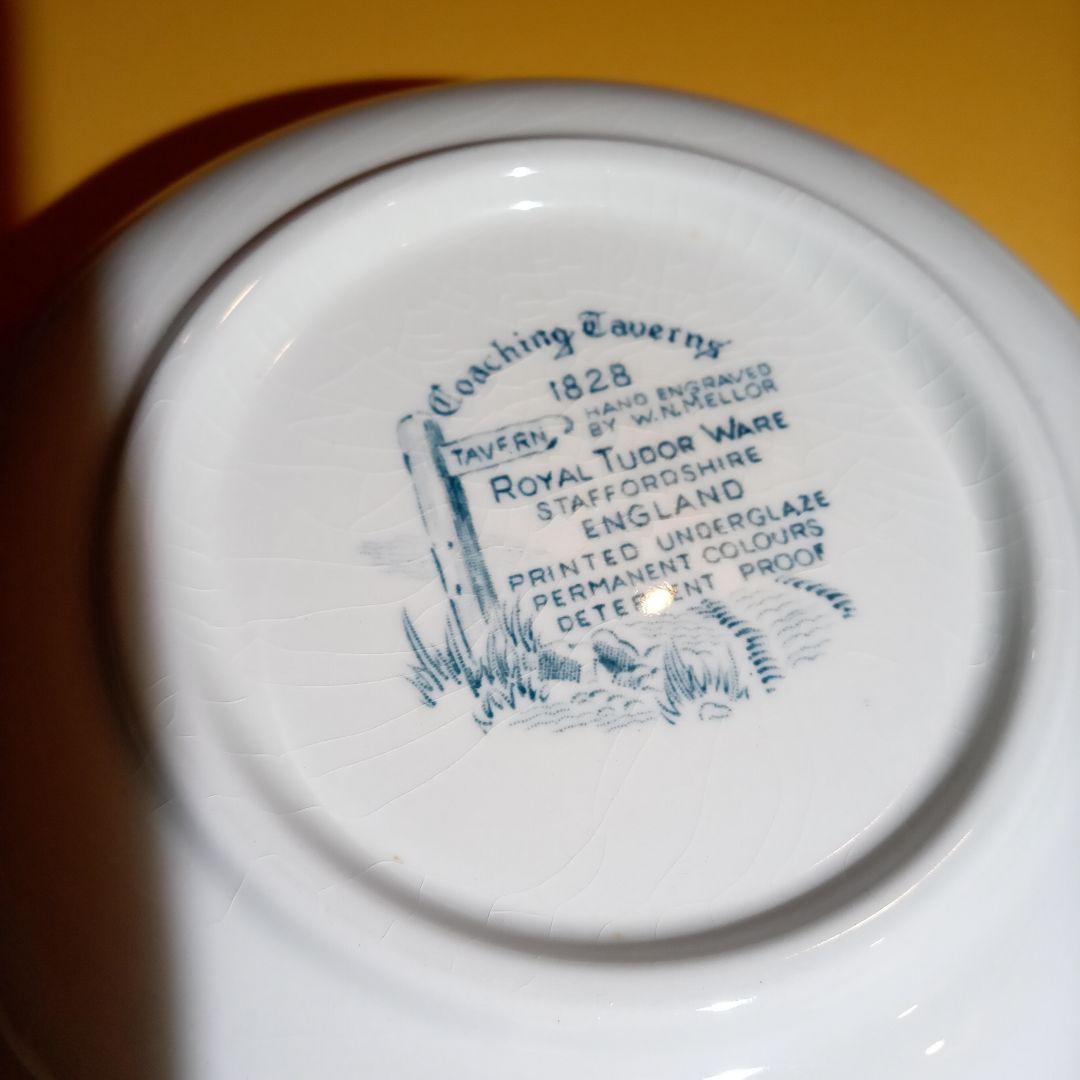 Coaching Taverns
1828
HAND ENGRAVED
BY W.N.MELLOR
TAVERN
ROYAL TUDOR WARE
STAFFORDSHIRE
ENGLAND
PRINTED UNDERGLAZE
PERMANENT COLOURS
DETERGENT PROOF